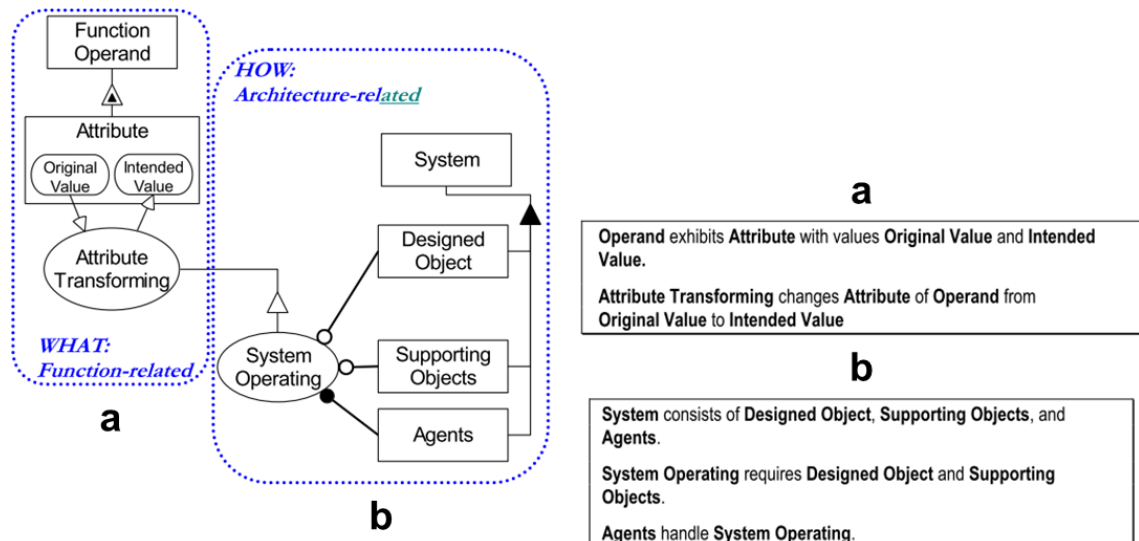 Function
Operand
Attribute
Original
Value
Intended
Value
Attribute
Transforming
WHAT:
Function-related
a
HOW:
Architecture-related
System
Designed
Object
System
Operating
Supporting
Objects
Agents
b
a
Operand exhibits Attribute with values Original Value and Intended
Value.
Attribute Transforming changes Attribute of Operand from
Original Value to Intended Value
b
System consists of Designed Object, Supporting Objects, and
Agents.
System Operating requires Designed Object and Supporting
Objects.
Agents handle System Operating.